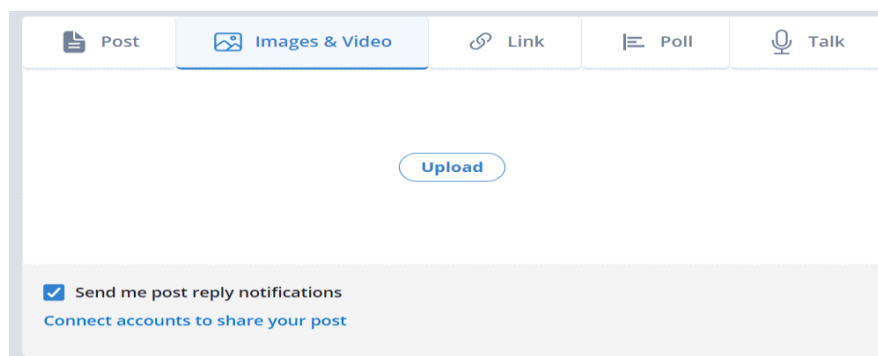 Post Images & Video Link Poll Talk
Upload
Send me post reply notifications
Connect accounts to share your post